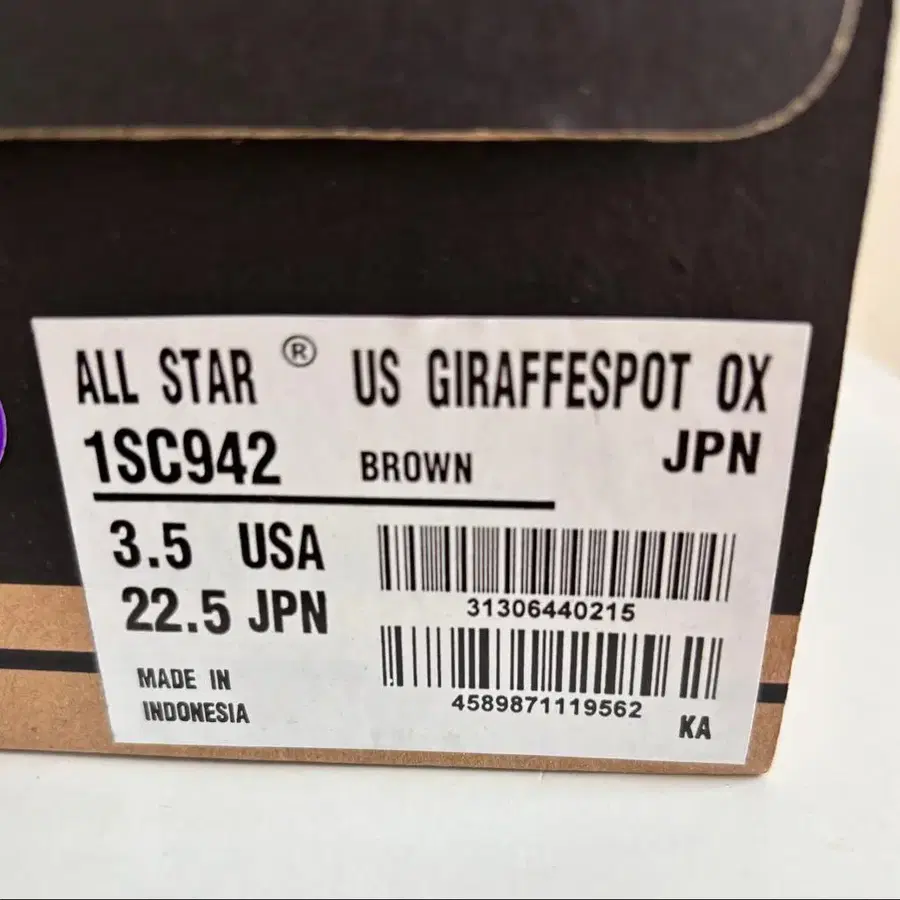 ALL STAR ® US GIRAFFESPOT OX
1SC942 BROWN JPN
3.5 USA
22.5 JPN
31306440215
MADE IN
INDONESIA
4589871119562
KA